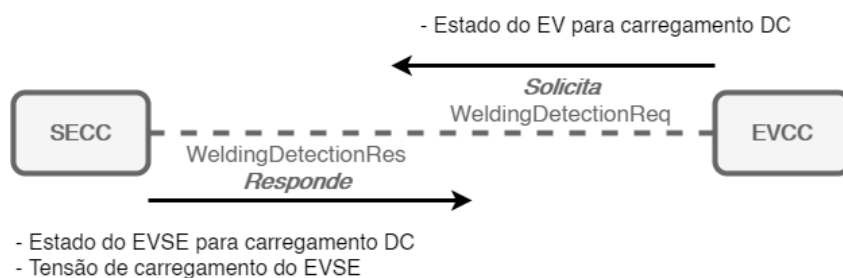 - Estado do EV para carregamento DC
Solicita
WeldingDetectionReq
SECC
EVCC
WeldingDetectionRes
Responde
- Estado do EVSE para carregamento DC
- Tensão de carregamento do EVSE